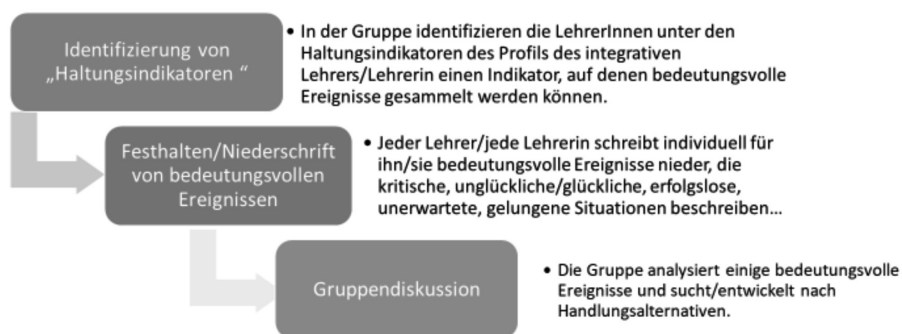 Identifizierung von
„Haltungsindikatoren “
• In der Gruppe identifizieren die LehrerInnen unter den
Haltungsindikatoren des Profils des integrativen
Lehrers/Lehrerin einen Indikator, auf denen bedeutungsvolle
Ereignisse gesammelt werden können.
Festhalten/Niederschrift
von bedeutungsvollen
Ereignissen
• Jeder Lehrer/jede Lehrerin schreibt individuell für
ihn/sie bedeutungsvolle Ereignisse nieder, die
kritische, unglückliche/glückliche, erfolgslose,
unerwartete, gelungene Situationen beschreiben…
Gruppendiskussion
• Die Gruppe analysiert einige bedeutungsvolle
Ereignisse und sucht/entwickelt nach
Handlungsalternativen.